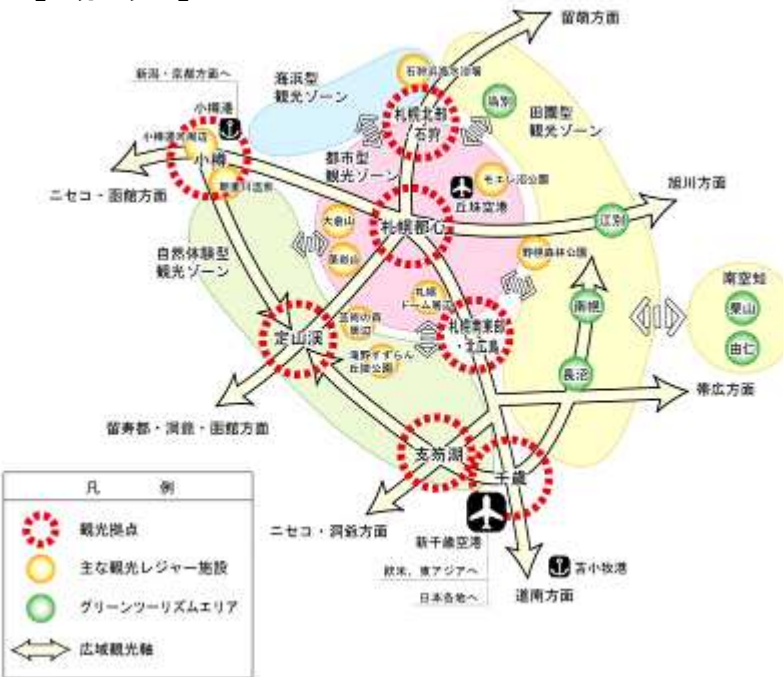 留萌方面
石狩浜海水浴場
海浜型
観光ゾーン
新潟・京都方面へ
小樽港
小樽運河周辺
小樽
朝里川温泉
ニセコ・函館方面
札幌北部
石狩
当別
田園型
観光ゾーン
都市型
観光ゾーン
モエレ沼公園
丘珠空港
旭川方面
江別
大倉山
札幌都心
藻岩山
野幌森林公園
自然体験型
観光ゾーン
南空知
栗山
由仁
札幌
ドーム周辺
南幌
芸術の森
周辺
札幌南東部
・北広島
定山渓
滝野すずらん
丘陵公園
長沼
帯広方面
留寿都・洞爺・函館方面
支笏湖
千歳
ニセコ・洞爺方面
新千歳空港
欧米、東アジアへ
日本各地へ
苫小牧港
道南方面
凡 例
観光拠点
主な観光レジャー施設
グリーンツーリズムエリア
広域観光軸